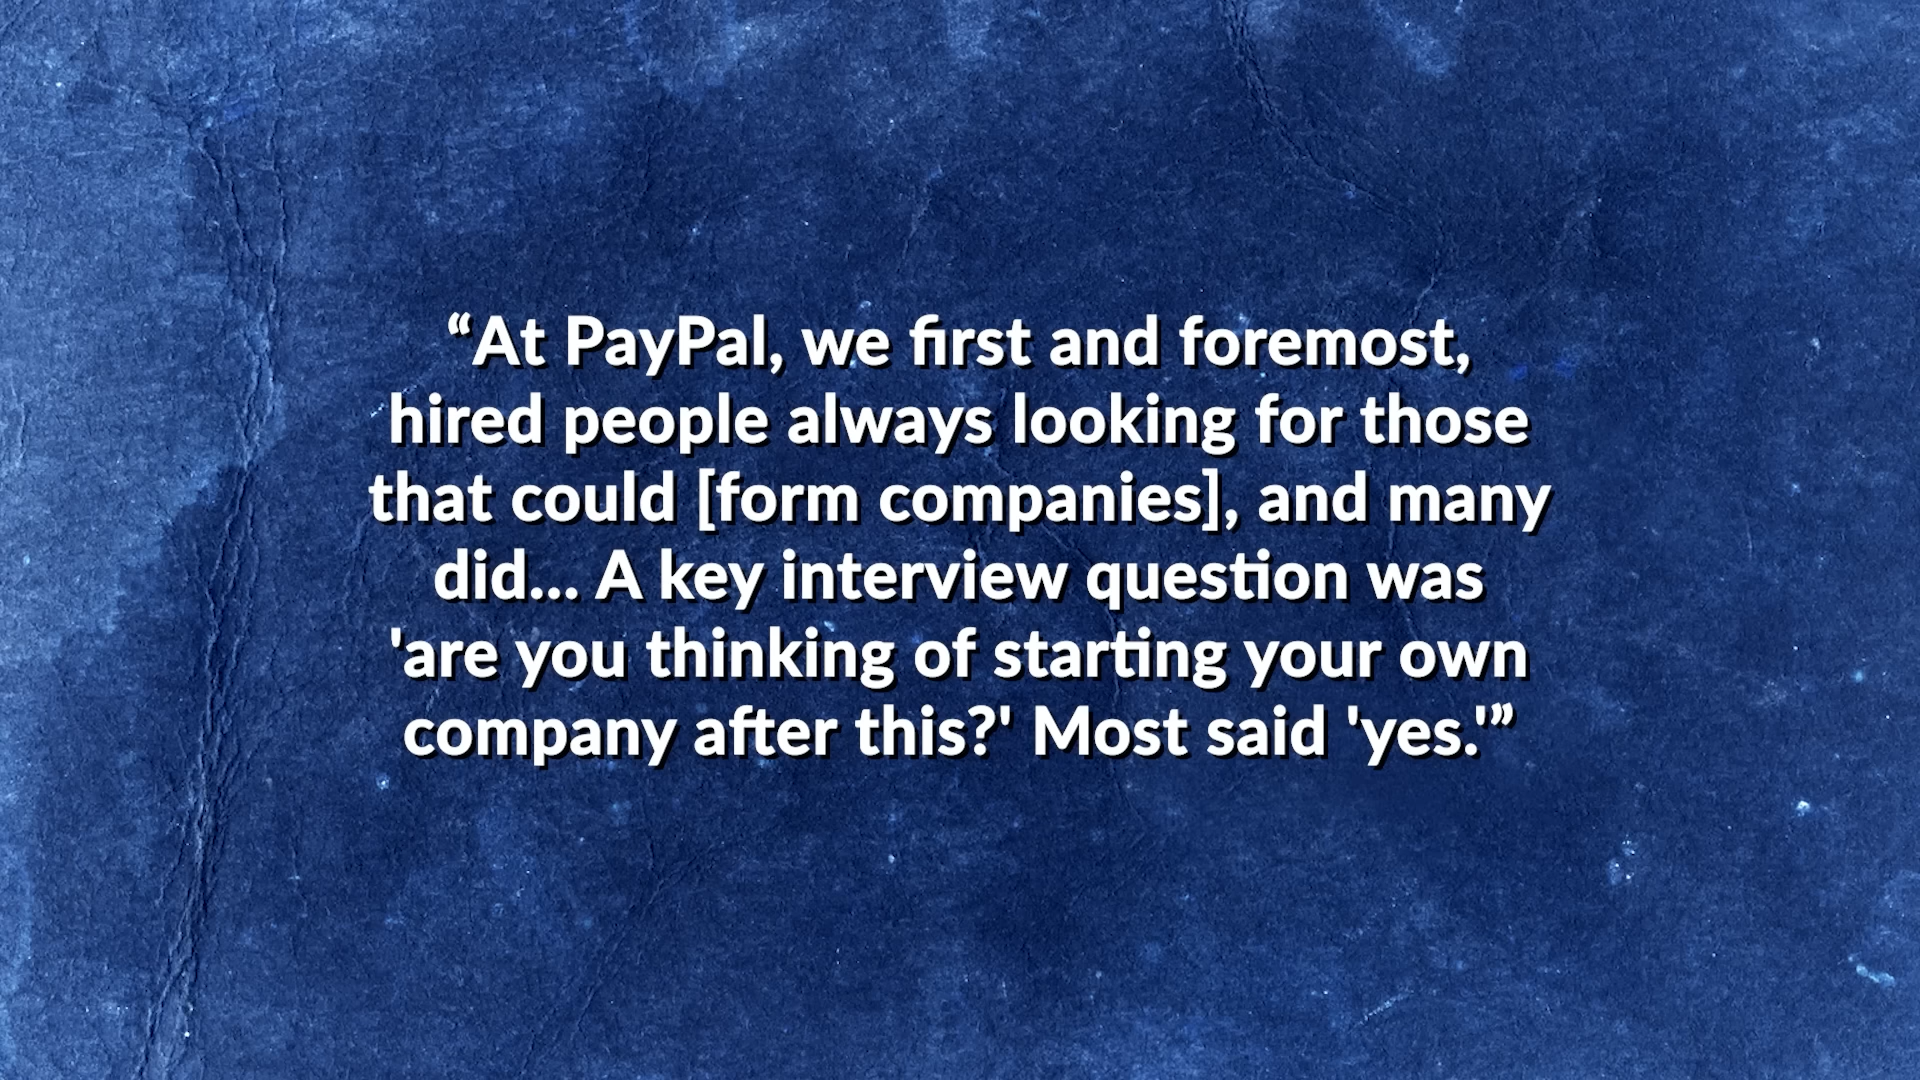 “At PayPal, we first and foremost,
hired people always looking for those
that could [form companies], and many
did... A key interview question was
'are you thinking of starting your own
company after this?' Most said 'yes.'”